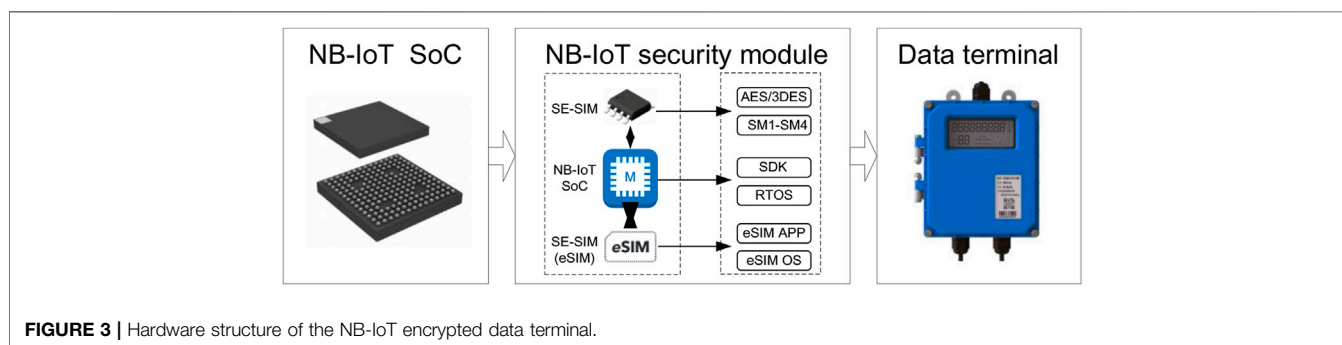 NB-IoT SoC
NB-IoT security module
Data terminal
SE-SIM
AES/3DES
SM1-SM4
NB-IoT
SoC
M
SDK
RTOS
SE-SIM
(eSIM)
eSIM
eSIM APP
eSIM OS
FIGURE 3 | Hardware structure of the NB-IoT encrypted data terminal.